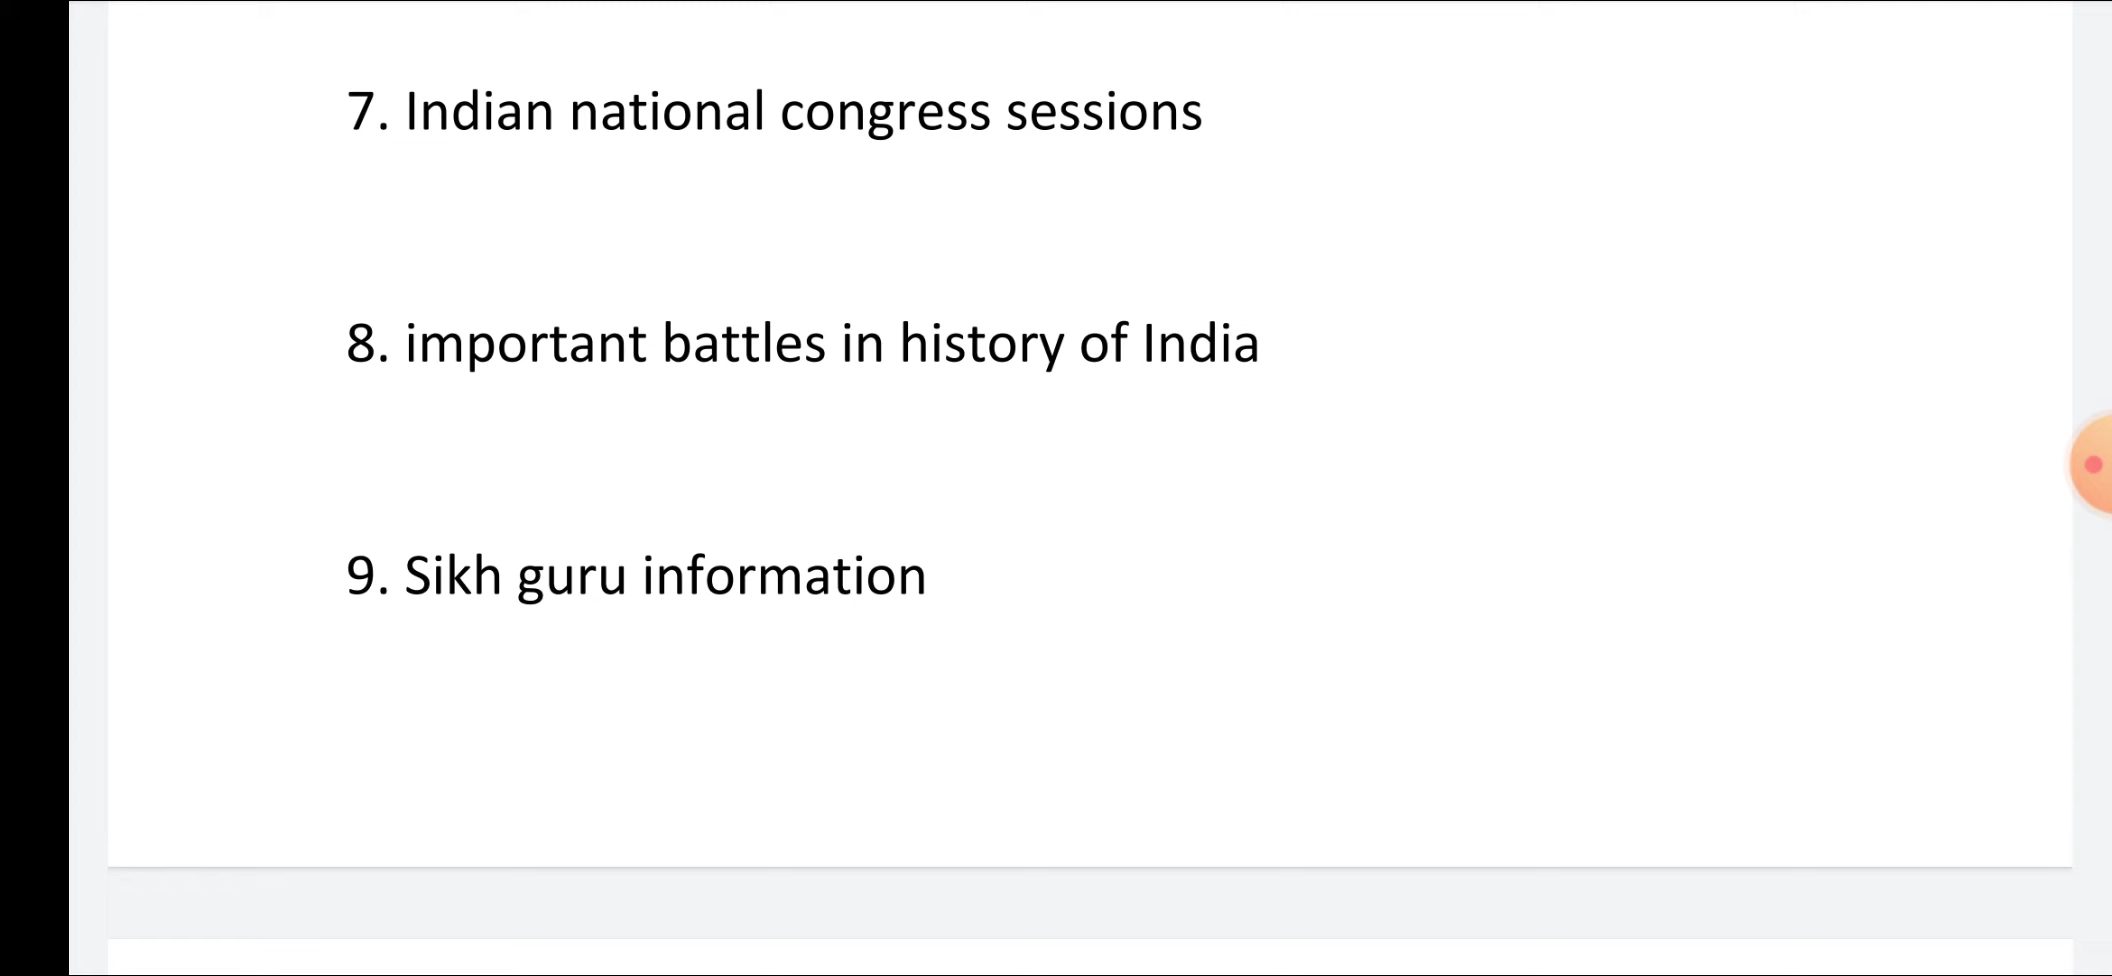 7. Indian national congress sessions
8. important battles in history of India
9. Sikh guru information